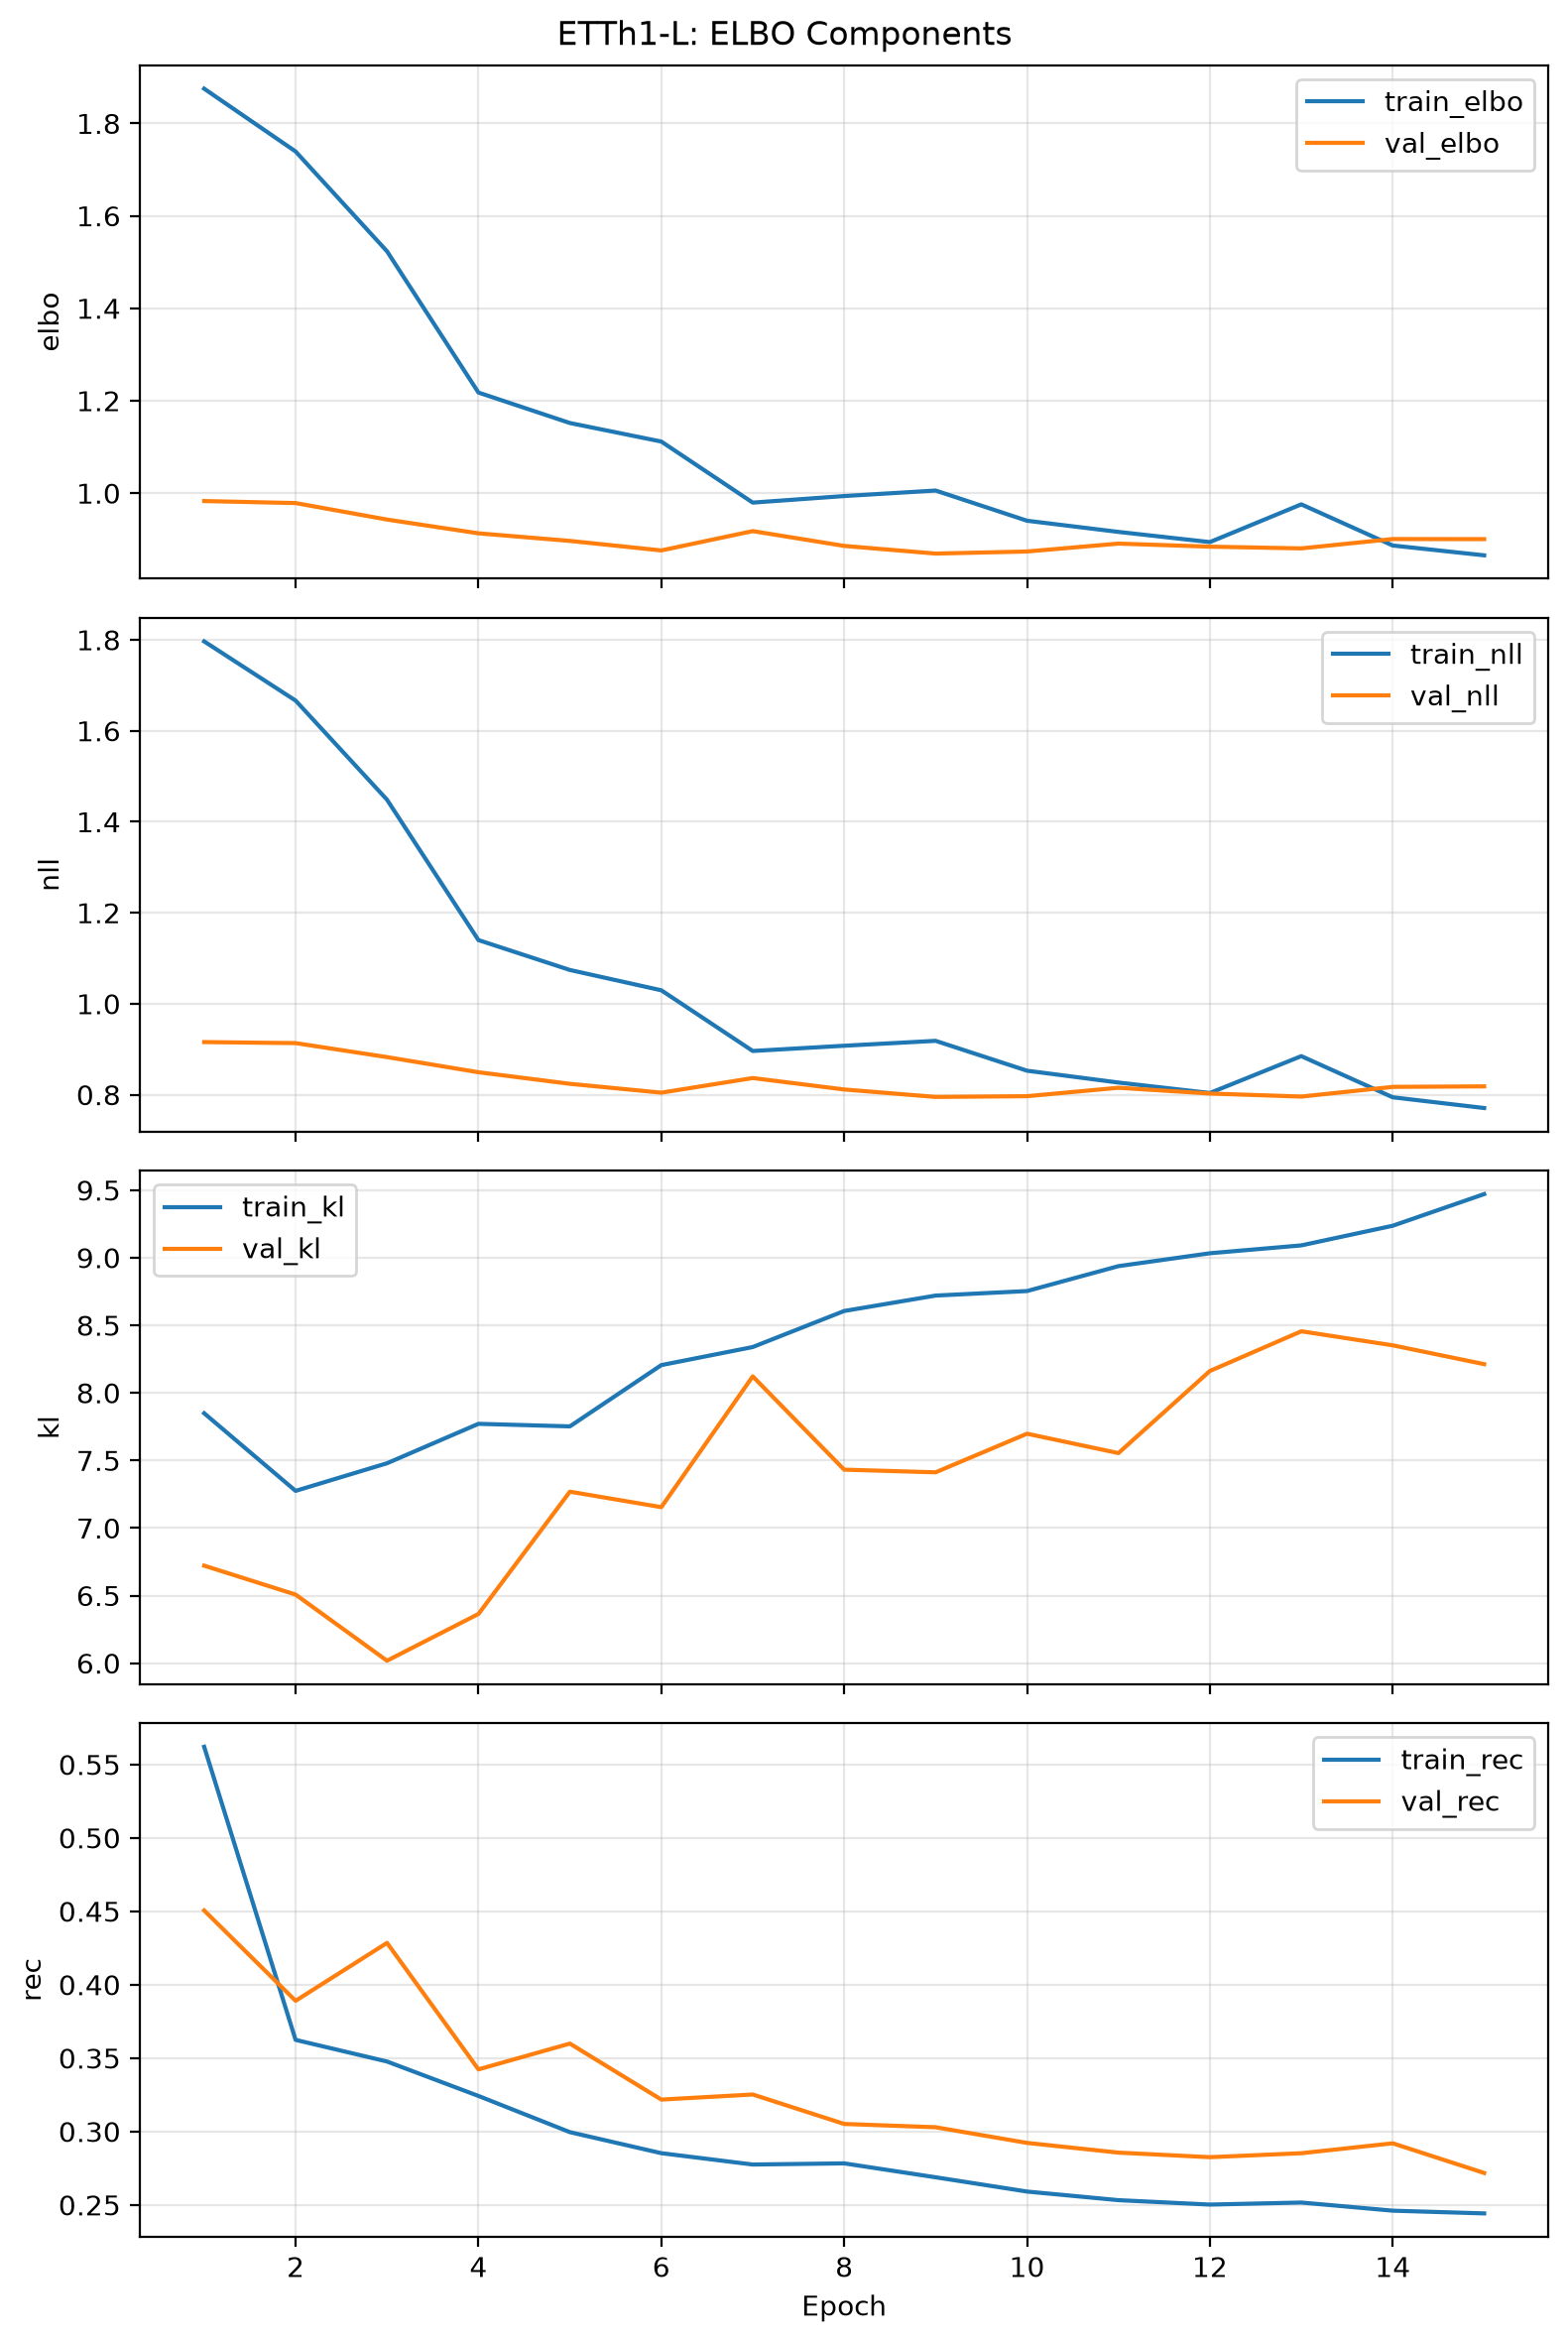 ETTh1-L: ELBO Components
train_elbo
val_elbo
1.8
1.6
1.4
1.2
1.0
elbo
train_nll
val_nll
1.8
1.6
1.4
1.2
1.0
0.8
nll
train_kl
val_kl
9.5
9.0
8.5
8.0
7.5
7.0
6.5
6.0
kl
train_rec
val_rec
0.55
0.50
0.45
0.40
0.35
0.30
0.25
rec
2 4 6 8 10 12 14
Epoch